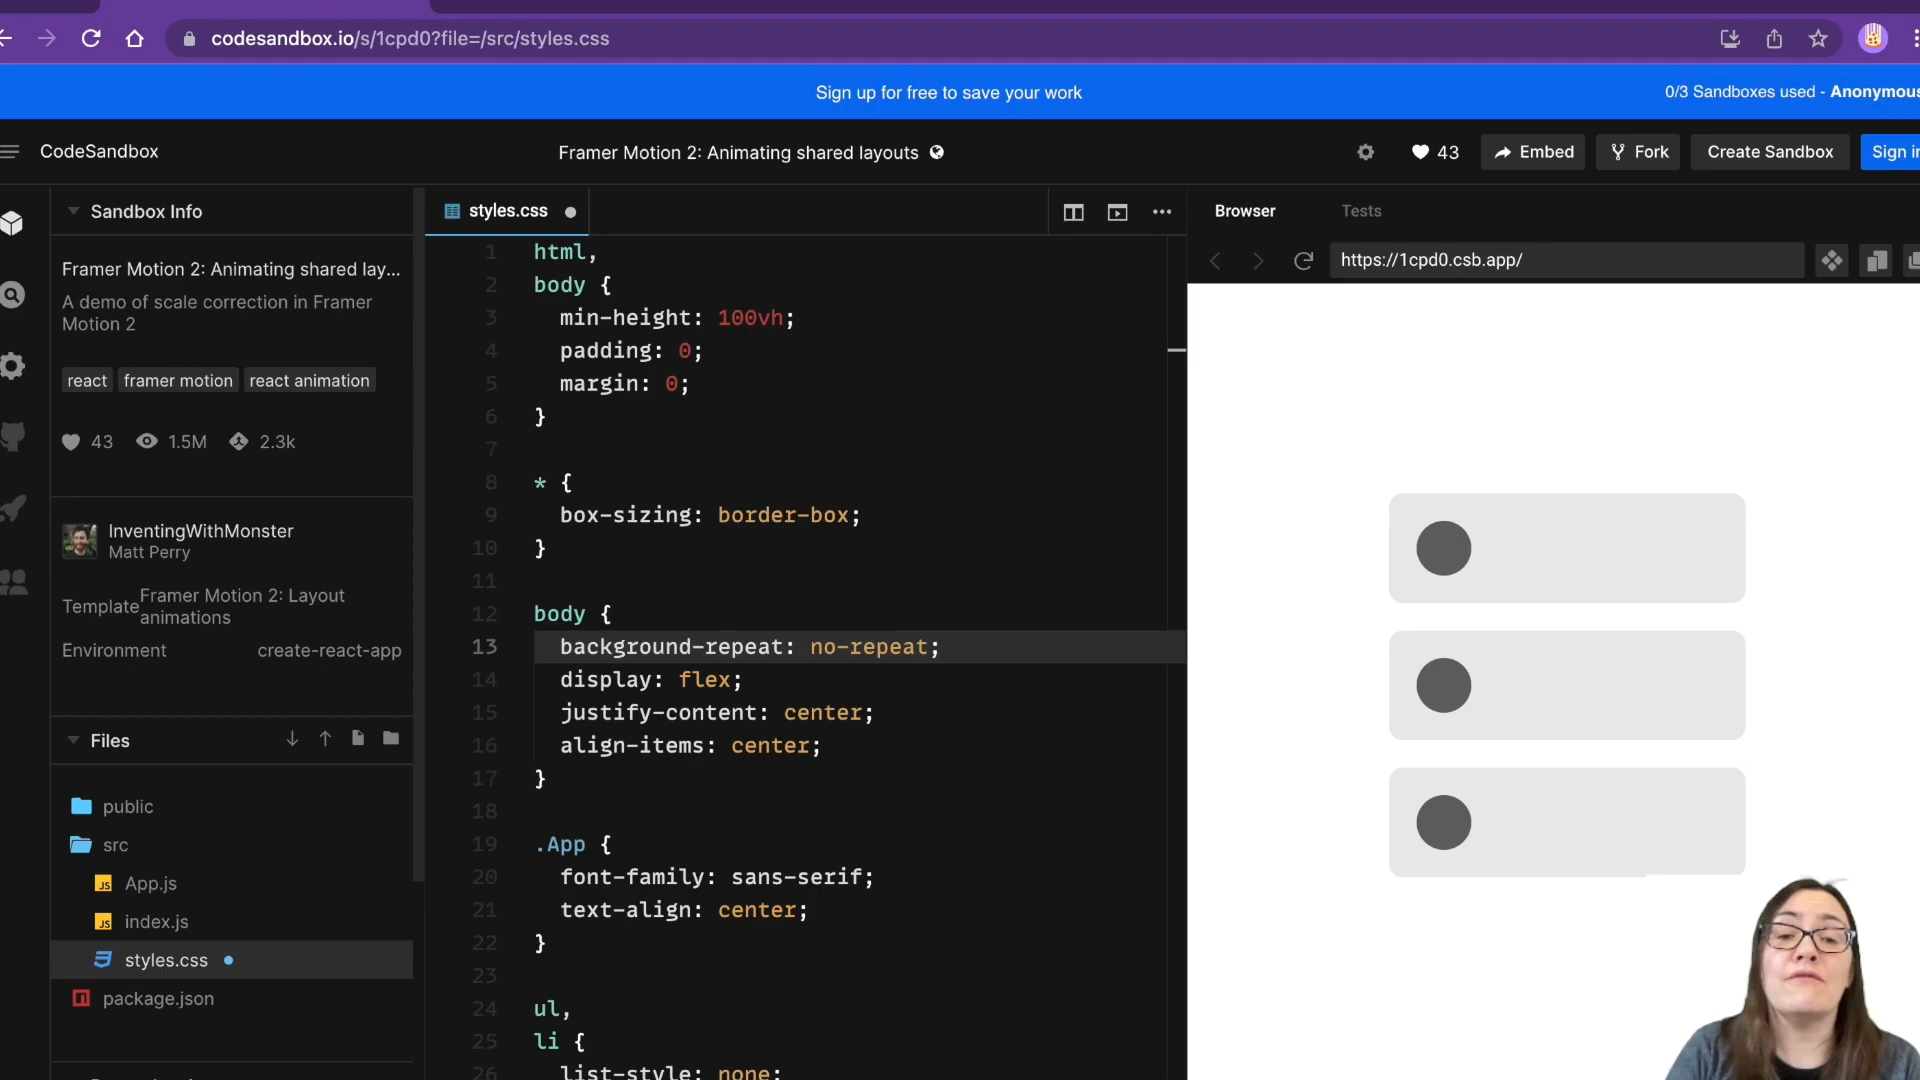 codesandbox.io/s/1cpd0?file=/src/styles.css
Sign up for free to save your work
0/3 Sandboxes used - Anonymous
CodeSandbox
Framer Motion 2: Animating shared layouts
43
Embed
Fork
Create Sandbox
Sign in
Sandbox Info
Framer Motion 2: Animating shared lay...
A demo of scale correction in Framer
Motion 2
react
framer motion
react animation
43
1.5M
2.3k
InventingWithMonster
Matt Perry
Template
Framer Motion 2: Layout
animations
Environment
create-react-app
Files
public
src
JS App.js
JS index.js
styles.css
package.json
styles.css
1 html,
2 body {
3 min-height: 100vh;
4 padding: 0;
5 margin: 0;
6 }
7
8 * {
9 box-sizing: border-box;
10 }
11
12 body {
13 background-repeat: no-repeat;
14 display: flex;
15 justify-content: center;
16 align-items: center;
17 }
18
19 .App {
20 font-family: sans-serif;
21 text-align: center;
22 }
23
24 ul,
25 li {
26 list-style: none;
Browser
Tests
https://1cpd0.csb.app/